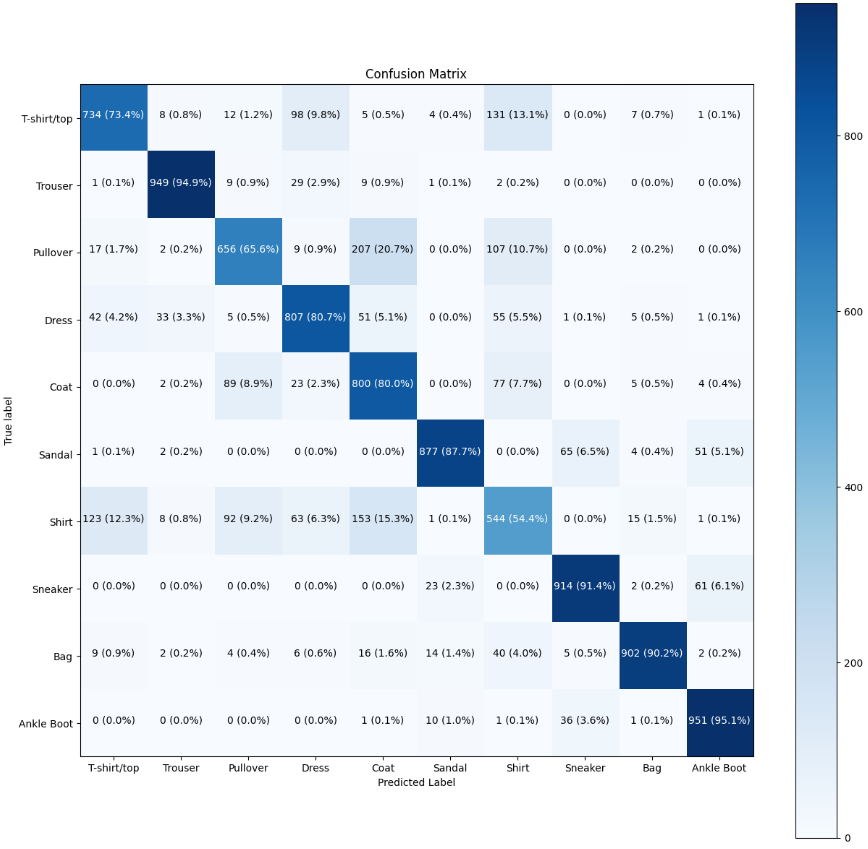 Confusion Matrix
T-shirt/top 734 (73.4%) 8 (0.8%) 12 (1.2%) 98 (9.8%) 5 (0.5%) 4 (0.4%) 131 (13.1%) 0 (0.0%) 7 (0.7%) 1 (0.1%)
Trouser 1 (0.1%) 949 (94.9%) 9 (0.9%) 29 (2.9%) 9 (0.9%) 1 (0.1%) 2 (0.2%) 0 (0.0%) 0 (0.0%) 0 (0.0%)
Pullover 17 (1.7%) 2 (0.2%) 656 (65.6%) 9 (0.9%) 207 (20.7%) 0 (0.0%) 107 (10.7%) 0 (0.0%) 2 (0.2%) 0 (0.0%)
Dress 42 (4.2%) 33 (3.3%) 5 (0.5%) 807 (80.7%) 51 (5.1%) 0 (0.0%) 55 (5.5%) 1 (0.1%) 5 (0.5%) 1 (0.1%)
Coat 0 (0.0%) 2 (0.2%) 89 (8.9%) 23 (2.3%) 800 (80.0%) 0 (0.0%) 77 (7.7%) 0 (0.0%) 5 (0.5%) 4 (0.4%)
Sandal 1 (0.1%) 2 (0.2%) 0 (0.0%) 0 (0.0%) 0 (0.0%) 877 (87.7%) 0 (0.0%) 65 (6.5%) 4 (0.4%) 51 (5.1%)
Shirt 123 (12.3%) 8 (0.8%) 92 (9.2%) 63 (6.3%) 153 (15.3%) 1 (0.1%) 544 (54.4%) 0 (0.0%) 15 (1.5%) 1 (0.1%)
Sneaker 0 (0.0%) 0 (0.0%) 0 (0.0%) 0 (0.0%) 0 (0.0%) 23 (2.3%) 0 (0.0%) 914 (91.4%) 2 (0.2%) 61 (6.1%)
Bag 9 (0.9%) 2 (0.2%) 4 (0.4%) 6 (0.6%) 16 (1.6%) 14 (1.4%) 40 (4.0%) 5 (0.5%) 902 (90.2%) 2 (0.2%)
Ankle Boot 0 (0.0%) 0 (0.0%) 0 (0.0%) 0 (0.0%) 1 (0.1%) 10 (1.0%) 1 (0.1%) 36 (3.6%) 1 (0.1%) 951 (95.1%)
T-shirt/top Trouser Pullover Dress Coat Sandal Shirt Sneaker Bag Ankle Boot
Predicted Label
True label
800
600
400
200
0